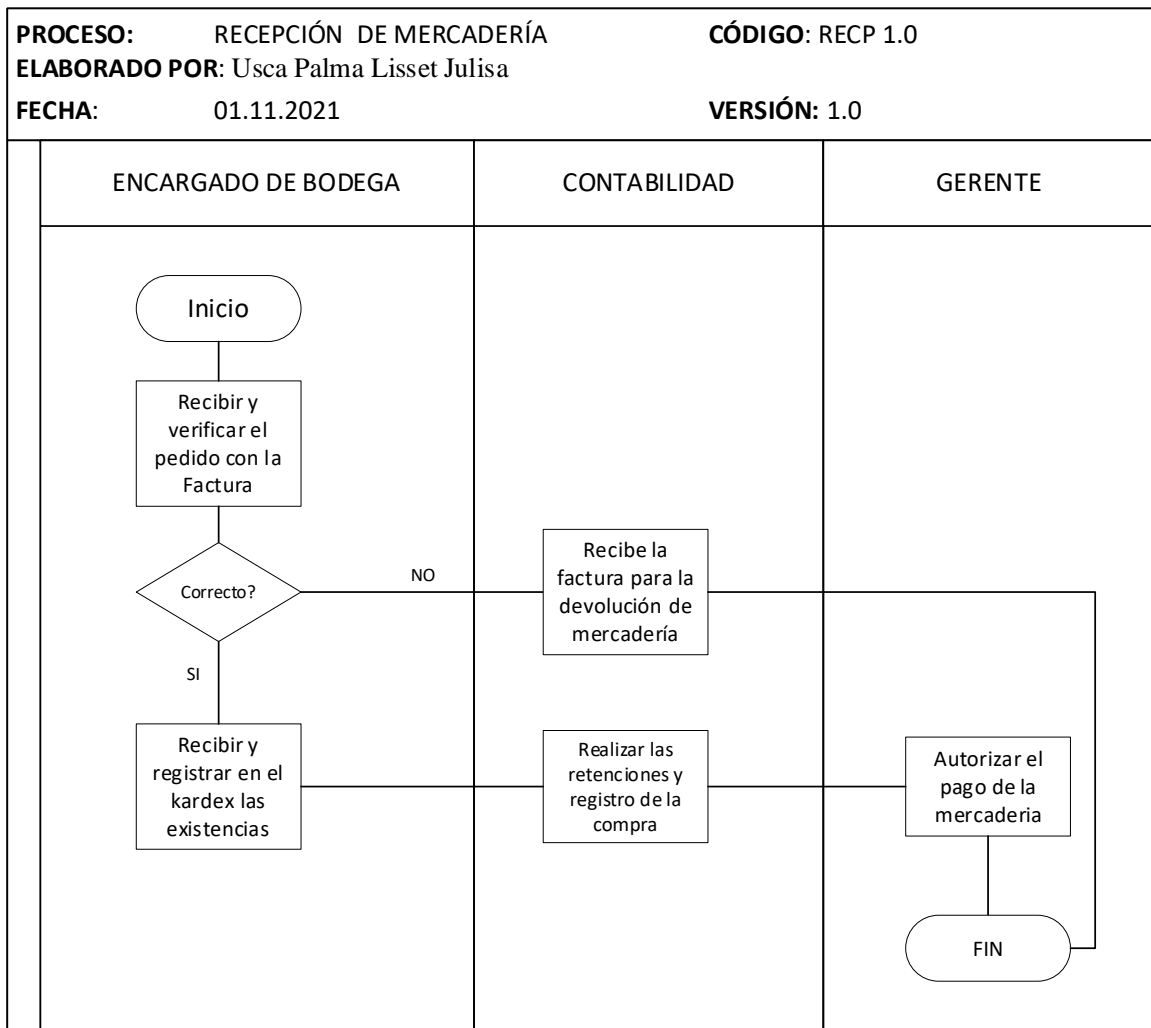 PROCESO: RECEPCIÓN DE MERCADERÍA CÓDIGO: RECP 1.0
ELABORADO POR: Usca Palma Lisset Julisa
FECHA: 01.11.2021 VERSIÓN: 1.0
ENCARGADO DE BODEGA CONTABILIDAD GERENTE
Inicio
Recibir y
verificar el
pedido con la
Factura
Correcto?
NO
Recibe la
factura para la
devolución de
mercadería
SI
Recibir y
registrar en el
kardex las
existencias
Realizar las
retenciones y
registro de la
compra
Autorizar el
pago de la
mercaderia
FIN